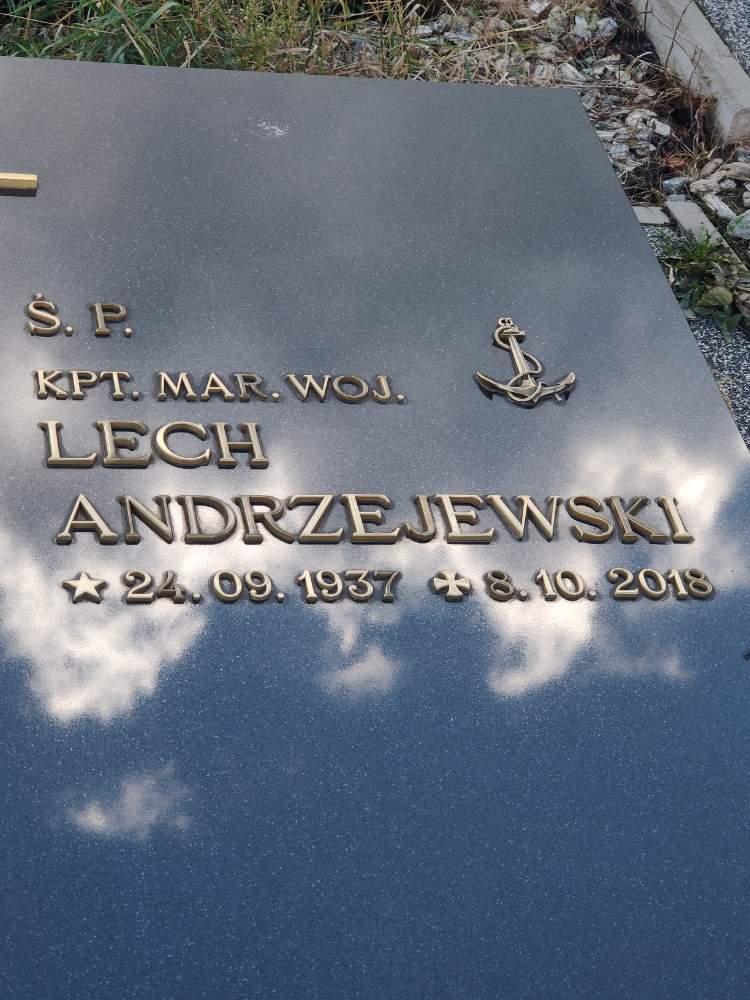 Ś. P.
KPT. MAR. WOJ.
LECH
ANDRZEJEWSKI
24. 09. 1937 8. 10. 2018